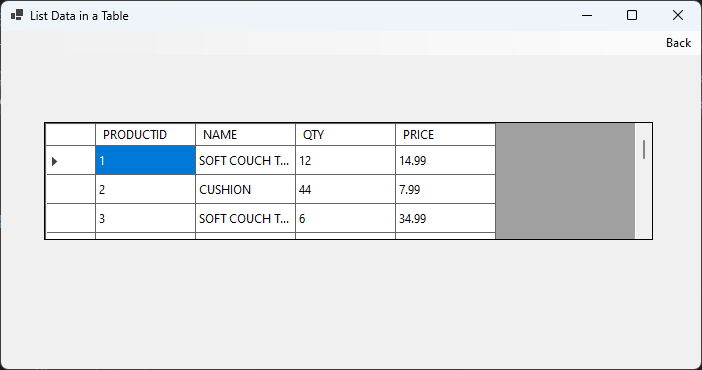 List Data in a Table
Back
PRODUCTID NAME QTY PRICE
1 SOFT COUCH T... 12 14.99
2 CUSHION 44 7.99
3 SOFT COUCH T... 6 34.99